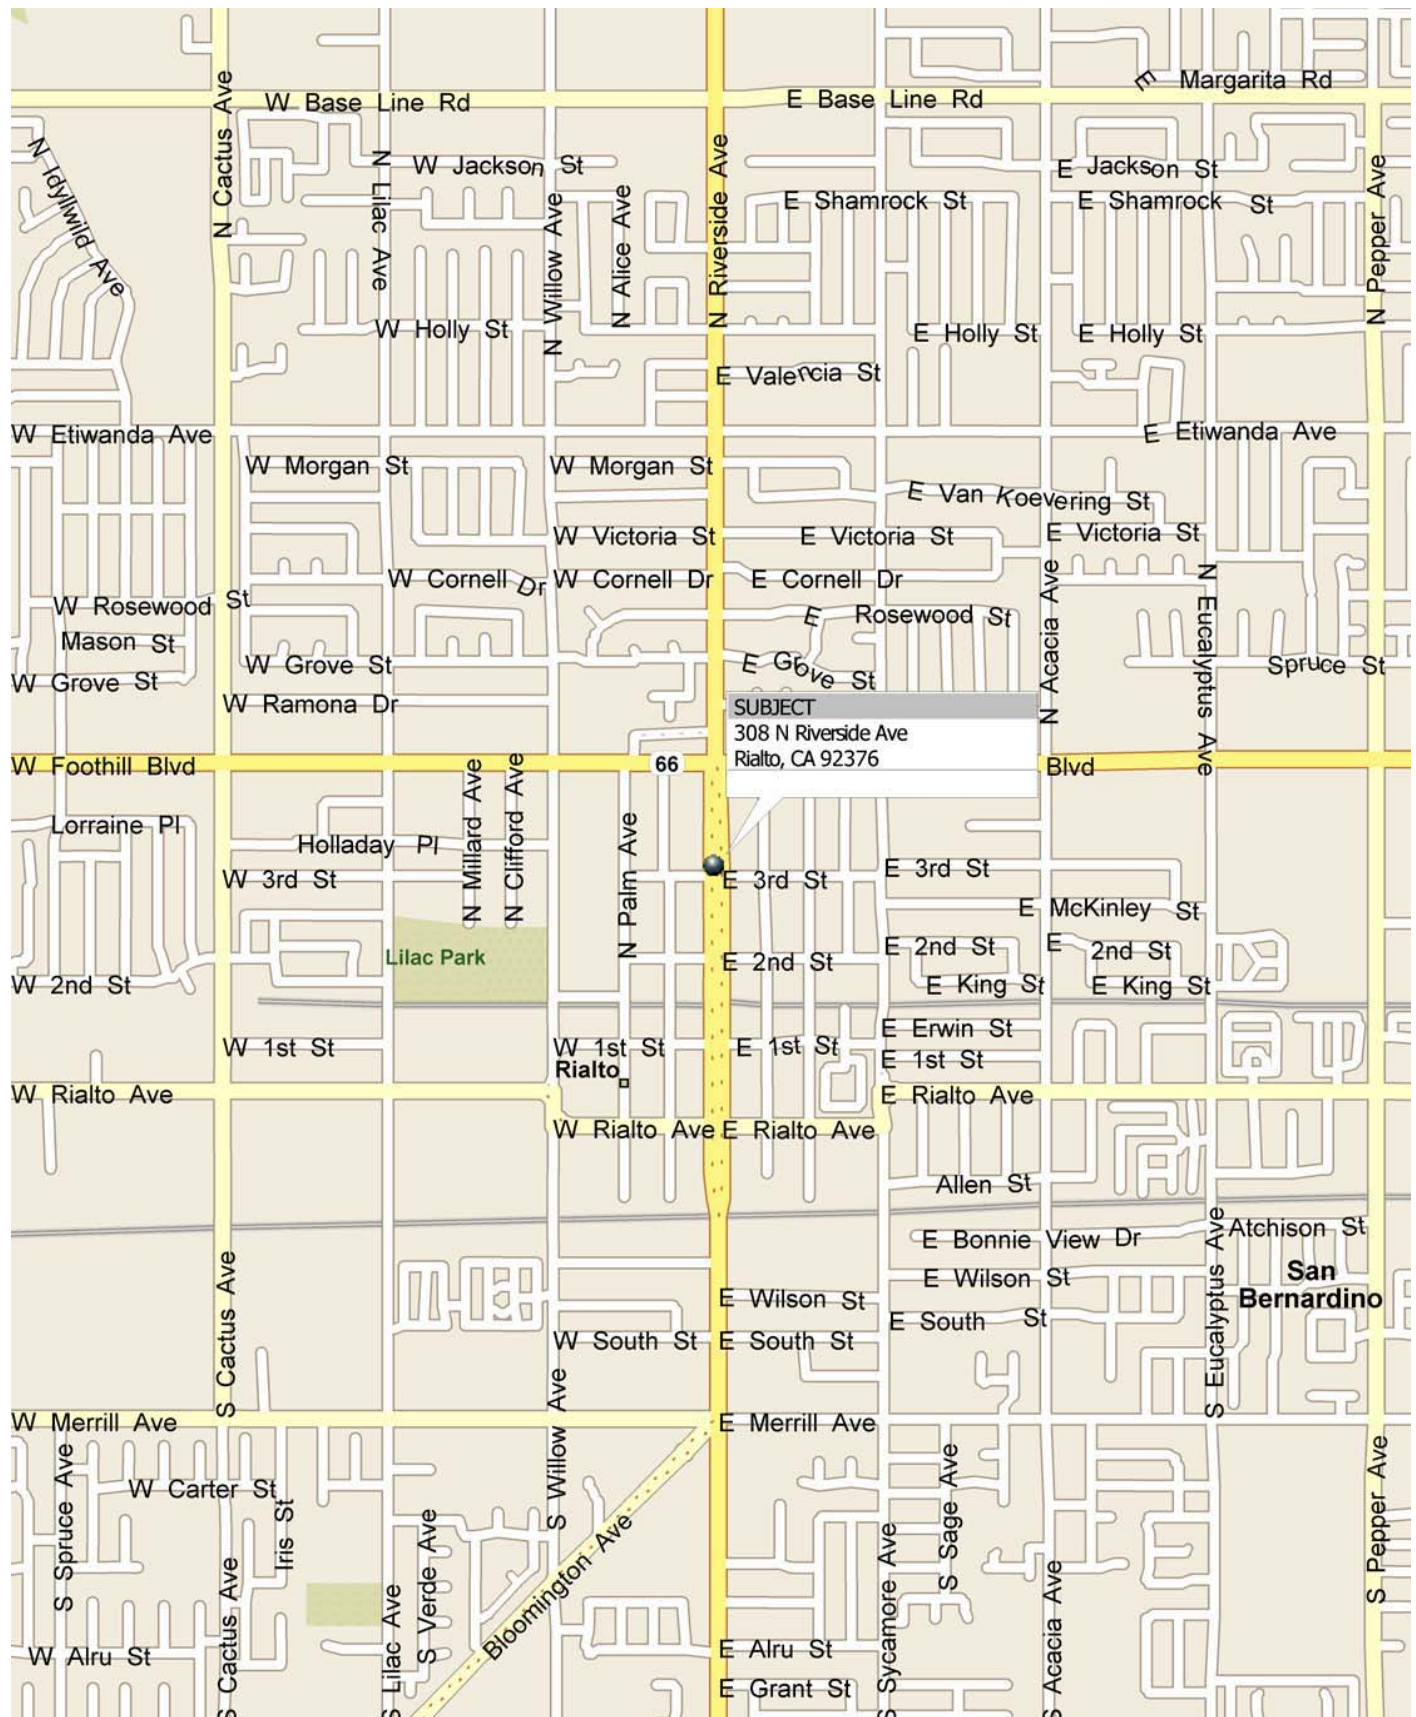 E Margarita Rd
W Base Line Rd
E Base Line Rd
N Cactus Ave
N Idyllwild Ave
N Lilac Ave
W Jackson St
N Willow Ave
N Alice Ave
N Riverside Ave
E Jackson St
E Shamrock St
E Shamrock St
N Pepper Ave
W Holly St
E Holly St
E Holly St
E Valencia St
W Etiwanda Ave
E Etiwanda Ave
W Morgan St
W Morgan St
E Van Koevering St
W Victoria St
E Victoria St
E Victoria St
W Cornell Dr
W Cornell Dr
E Cornell Dr
N Acacia Ave
N Eucalyptus Ave
W Rosewood St
E Rosewood St
Mason St
W Grove St
W Grove St
E Grove St
Spruce St
W Ramona Dr
SUBJECT
308 N Riverside Ave
Rialto, CA 92376
W Foothill Blvd
66
Blvd
N Millard Ave
N Clifford Ave
N Palm Ave
Lorraine Pl
Holladay Pl
W 3rd St
E 3rd St
E 3rd St
E McKinley St
Lilac Park
E 2nd St
E 2nd St
E 2nd St
W 2nd St
E King St
E King St
E Erwin St
W 1st St
W 1st St
E 1st St
E 1st St
Rialto
W Rialto Ave
E Rialto Ave
W Rialto Ave
E Rialto Ave
Allen St
S Eucalyptus Ave
Atchison St
E Bonnie View Dr
San
Bernardino
E Wilson St
E Wilson St
S Cactus Ave
E South St
W South St
E South St
S Willow Ave
W Merrill Ave
E Merrill Ave
S Spruce Ave
W Carter St
Iris St
S Verde Ave
Bloomington Ave
S Sage Ave
S Pepper Ave
S Cactus Ave
S Lilac Ave
S Sycamore Ave
S Acacia Ave
W Alru St
E Alru St
E Grant St